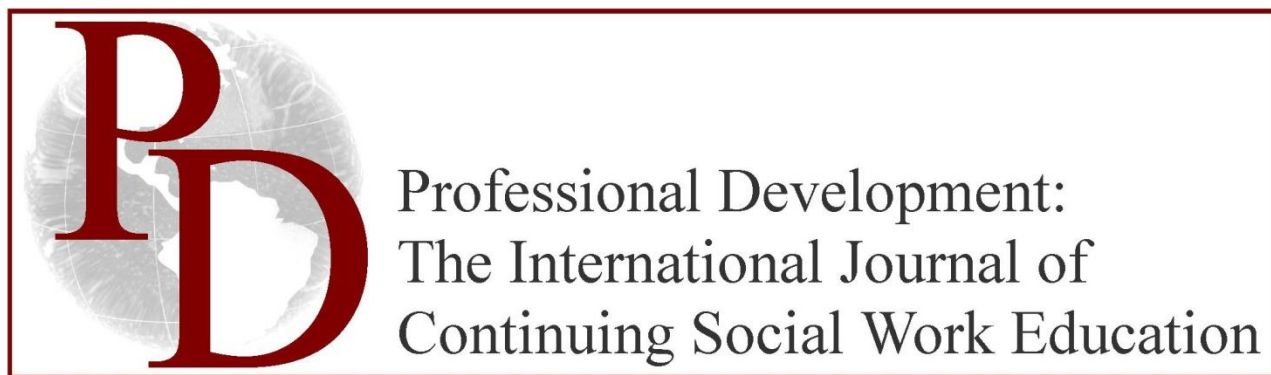 PD
Professional Development:
The International Journal of
Continuing Social Work Education